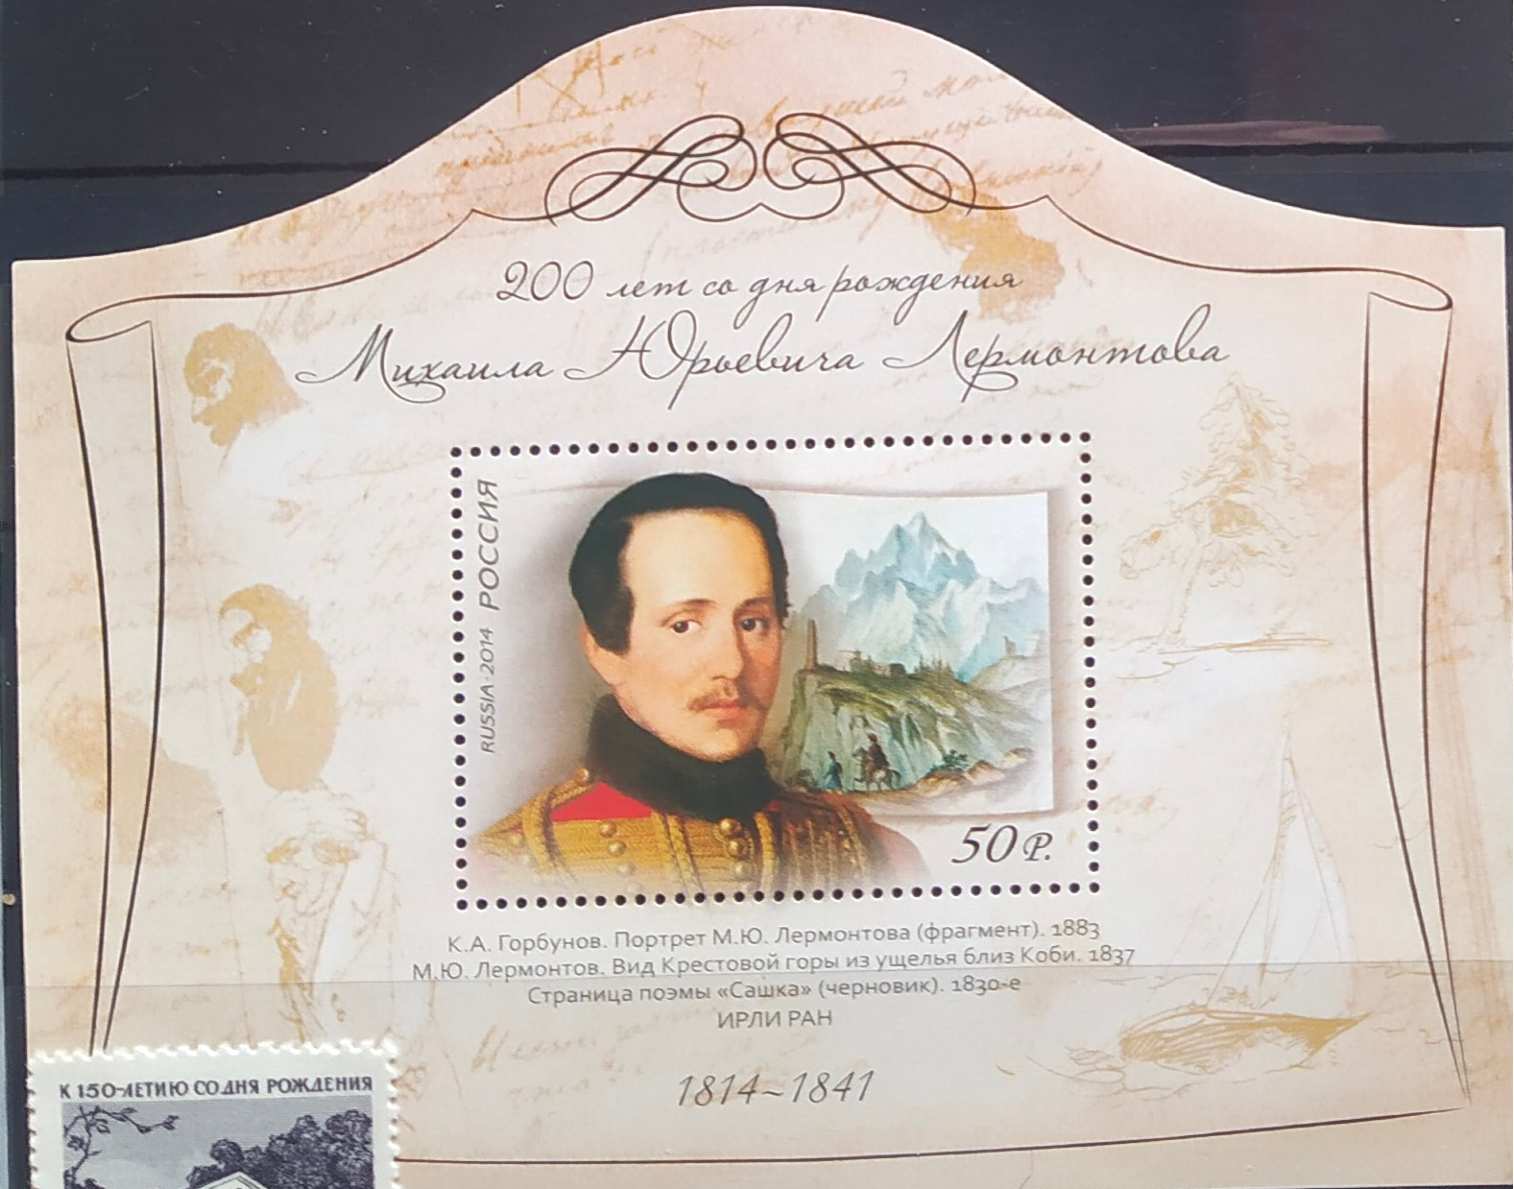 200 лет со дня рождения
Михаила Юрьевича Лермонтова
RUSSIA 2014 РОССИЯ
50 Р.
К.А. Горбунов. Портрет М.Ю. Лермонтова (фрагмент). 1883
М.Ю. Лермонтов. Вид Крестовой горы из ущелья близ Коби. 1837
Страница поэмы «Сашка» (черновик). 1830-е
ИРЛИ РАН
1814~1841
К 150-ЛЕТИЮ СО ДНЯ РОЖДЕНИЯ